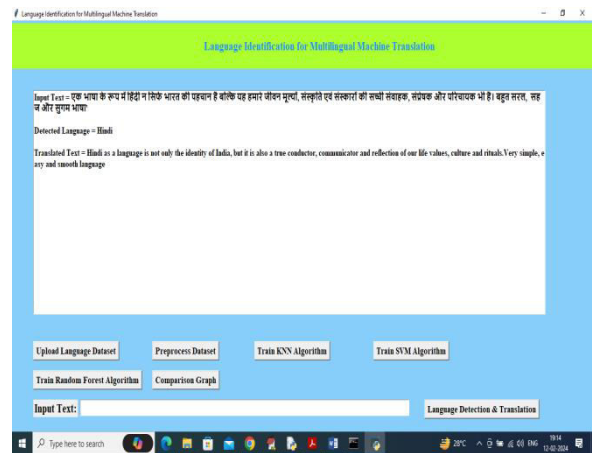 Language Identification for Multilingual Machine Translation
Language Identification for Multilingual Machine Translation
Input Text = एक भाषा के रूप में हिंदी न सिर्फ भारत की पहचान है बल्कि यह हमारे जीवन मूल्यों, संस्कृति एवं संस्कारों की सच्ची संवाहक, संप्रेषक और परिचायक भी है। बहुत सरल, सह
ज और सुगम भाषा
Detected Language = Hindi
Translated Text = Hindi as a language is not only the identity of India, but it is also a true conductor, communicator and reflection of our life values, culture and rituals.Very simple, e
asy and smooth language
Upload Language Dataset Preprocess Dataset Train KNN Algorithm Train SVM Algorithm
Train Random Forest Algorithm Comparison Graph
Input Text: Language Detection & Translation
Type here to search 28°C ENG 19:14
12-02-2024